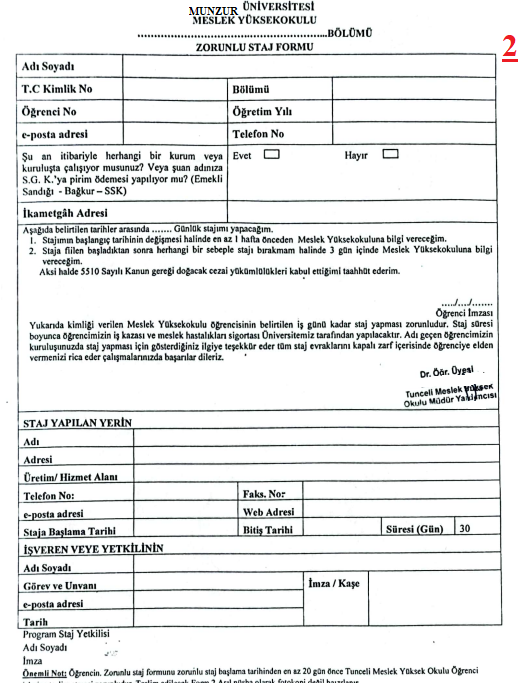 MUNZUR ÜNİVERSİTESİ
MESLEK YÜKSEKOKULU
......................................................BÖLÜMÜ
ZORUNLU STAJ FORMU
2
Adı Soyadı
T.C Kimlik No Bölümü
Öğrenci No Öğretim Yılı
e-posta adresi Telefon No
Şu an itibariyle herhangi bir kurum veya
kuruluşta çalışıyor musunuz? Veya şuan adınıza
S.G. K.'ya pirim ödemesi yapılıyor mu? (Emekli
Sandığı - Bağkur – SSK)
Evet Hayır
İkametgâh Adresi
Aşağıda belirtilen tarihler arasında ....... Günlük stajımı yapacağım.
1. Stajımın başlangıç tarihinin değişmesi halinde en az 1 hafta önceden Meslek Yüksekokuluna bilgi vereceğim.
2. Staja fiilen başladıktan sonra herhangi bir sebeple stajı bırakmam halinde 3 gün içinde Meslek Yüksekokuluna bilgi
vereceğim.
Aksi halde 5510 Sayılı Kanun gereği doğacak cezai yükümlülükleri kabul ettiğimi taahhüt ederim.
..../..../.......
Öğrenci İmzası
Yukarıda kimliği verilen Meslek Yüksekokulu öğrencisinin belirtilen iş günü kadar staj yapması zorunludur. Staj süresi
boyunca öğrencimizin iş kazası ve meslek hastalıkları sigortası Üniversitemiz tarafından yapılacaktır. Adı geçen öğrencimizin
kuruluşunuzda staj yapması için gösterdiğiniz ilgiye teşekkür eder tüm staj evraklarını kapalı zarf içerisinde öğrenciye elden
vermenizi rica eder çalışmalarınızda başarılar dileriz.
Dr. Öğr. Üyesi
Tunceli Meslek Yüksek
Okulu Müdür Yardımcısı
STAJ YAPILAN YERİN
Adı
Adresi
Üretim/ Hizmet Alanı
Telefon No: Faks. No:
e-posta adresi Web Adresi
Staja Başlama Tarihi Bitiş Tarihi Süresi (Gün) 30
İŞVEREN VEYE YETKİLİNİN
Adı Soyadı
Görev ve Unvanı İmza / Kaşe
e-posta adresi
Tarih
Program Staj Yetkilisi
Adı Soyadı
İmza
Önemli Not: Öğrencin. Zorunlu staj formunu zorunlu staj başlama tarihinden en az 20 gün önce Tunceli Meslek Yüksek Okulu Öğrenci